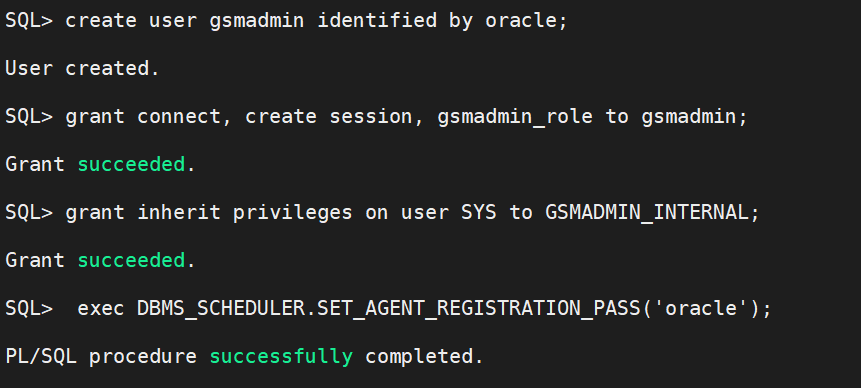 SQL> create user gsmadmin identified by oracle;
User created.
SQL> grant connect, create session, gsmadmin_role to gsmadmin;
Grant succeeded.
SQL> grant inherit privileges on user SYS to GSMADMIN_INTERNAL;
Grant succeeded.
SQL>  exec DBMS_SCHEDULER.SET_AGENT_REGISTRATION_PASS('oracle');
PL/SQL procedure successfully completed.